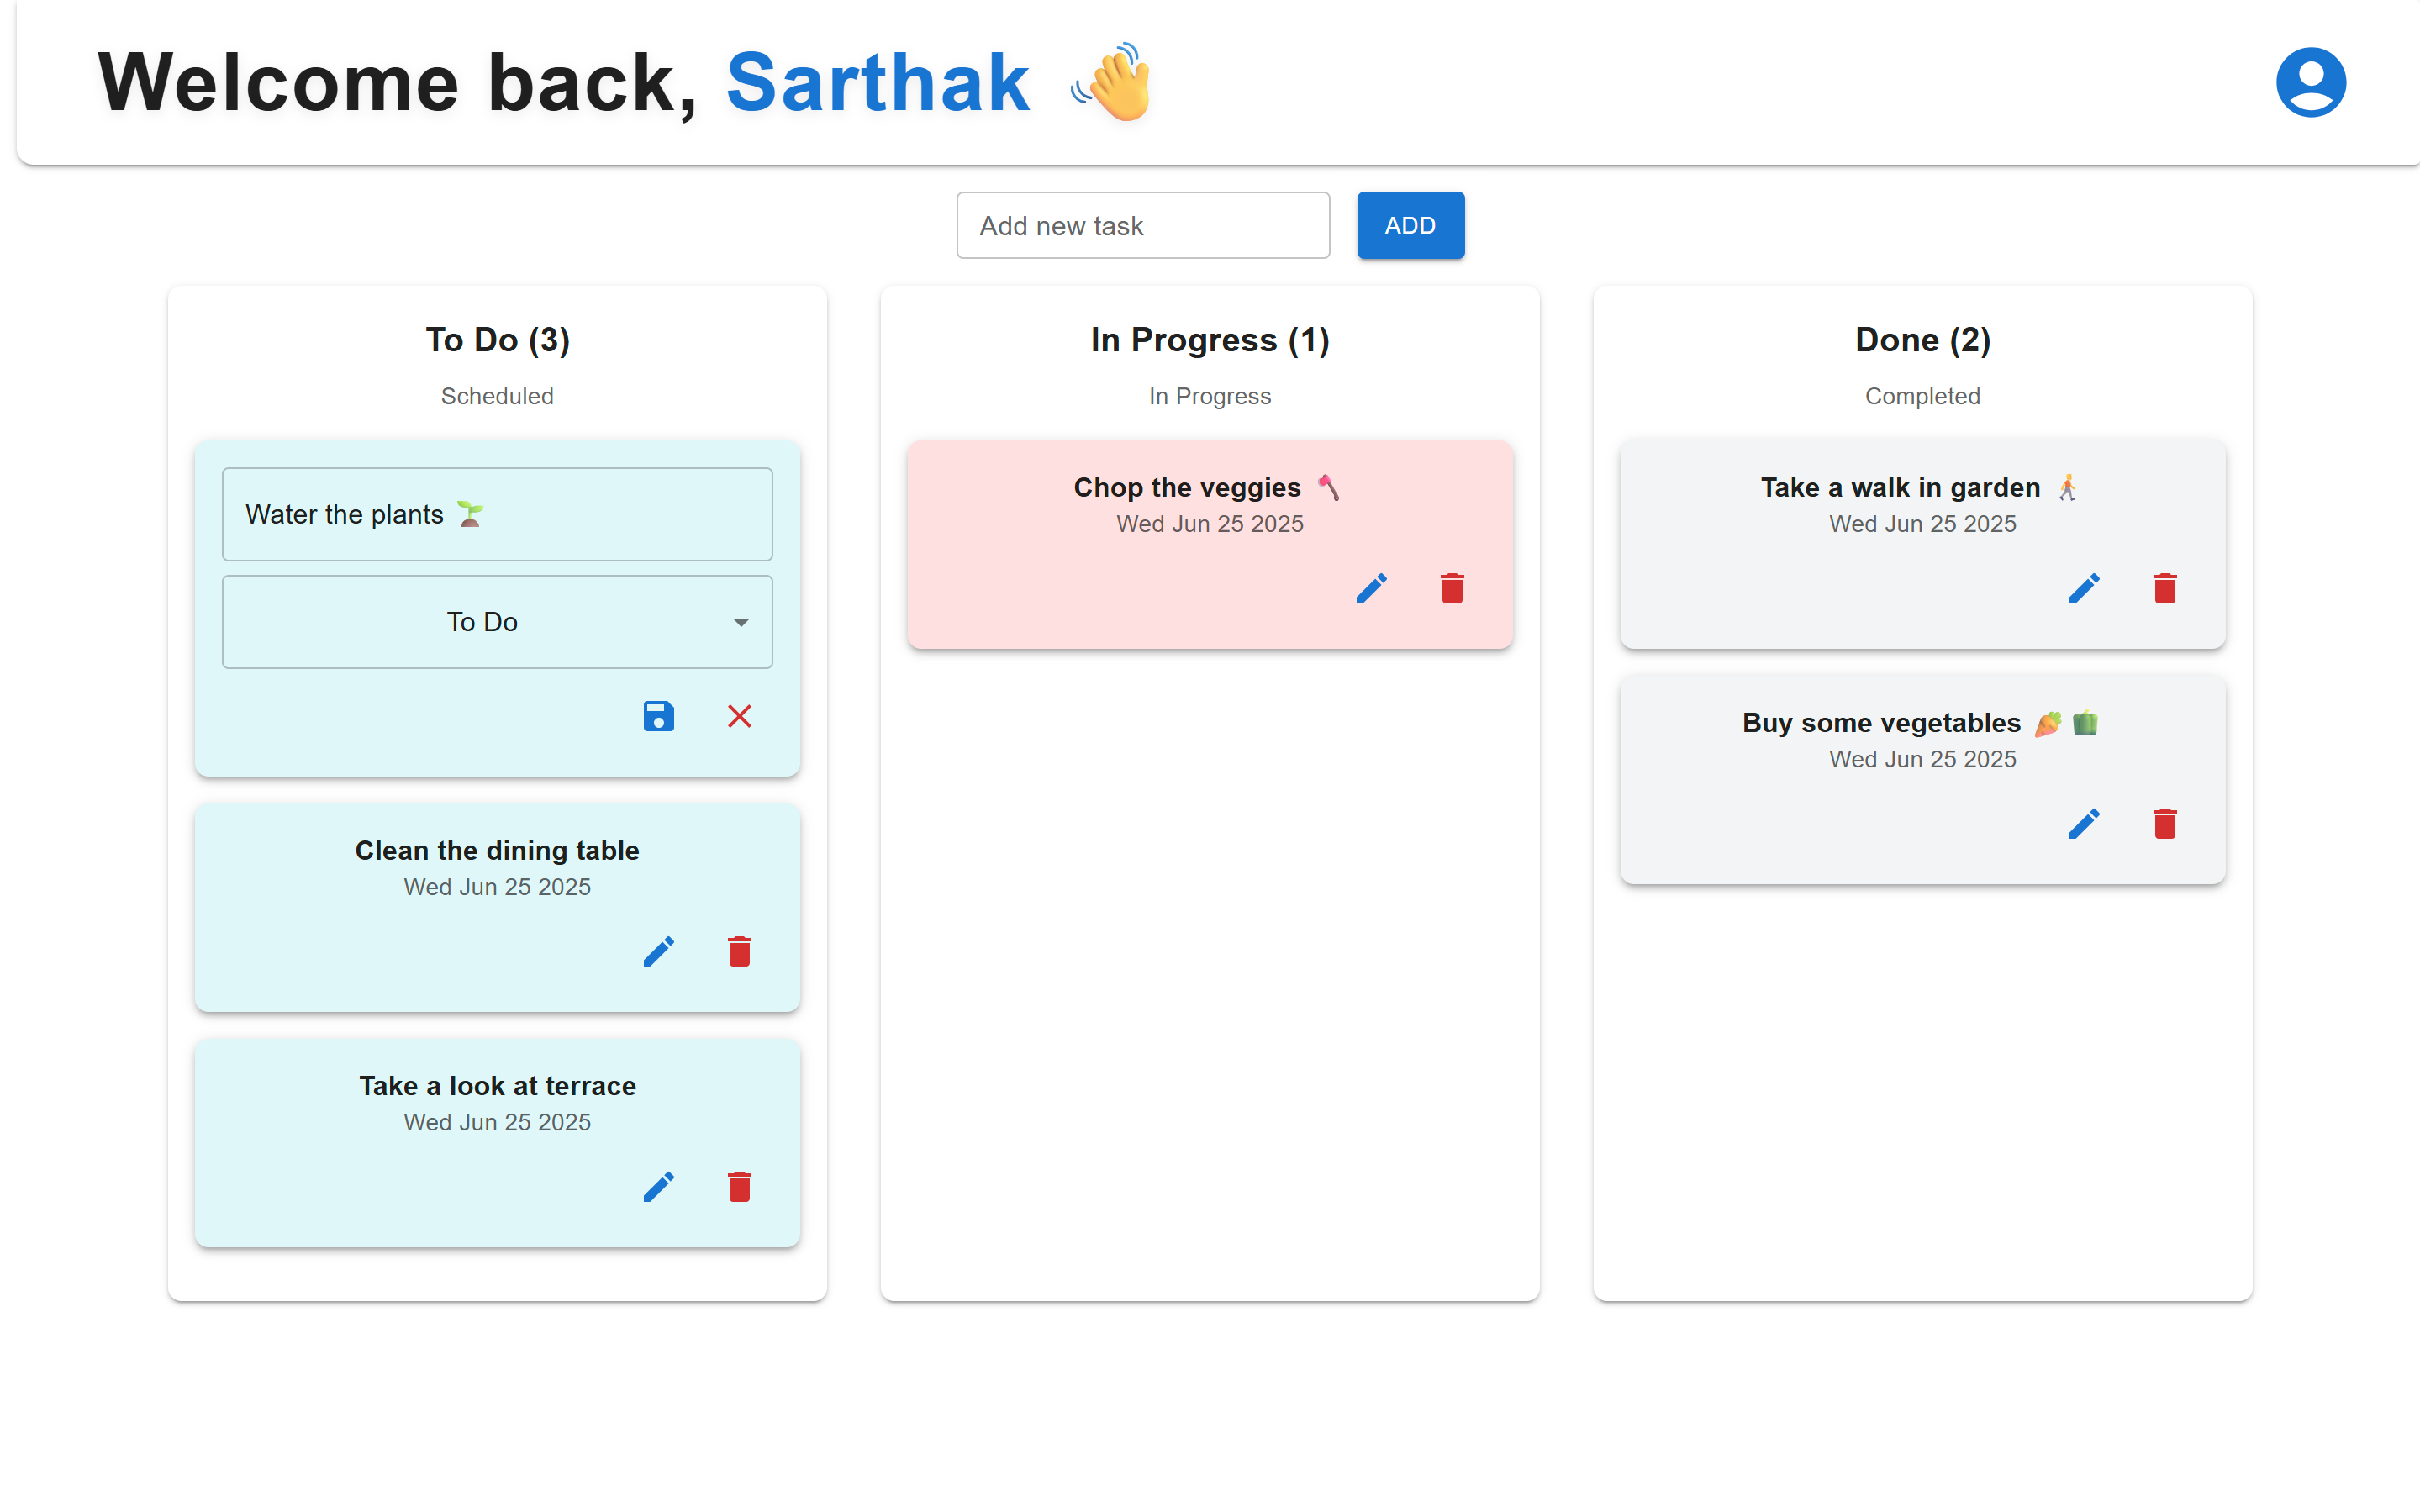 Welcome back, Sarthak 👋
Add new task
ADD
To Do (3)
Scheduled
Water the plants 🌱
To Do
Clean the dining table
Wed Jun 25 2025
Take a look at terrace
Wed Jun 25 2025
In Progress (1)
In Progress
Chop the veggies 🪓
Wed Jun 25 2025
Done (2)
Completed
Take a walk in garden 🚶
Wed Jun 25 2025
Buy some vegetables 🥕 🫑
Wed Jun 25 2025